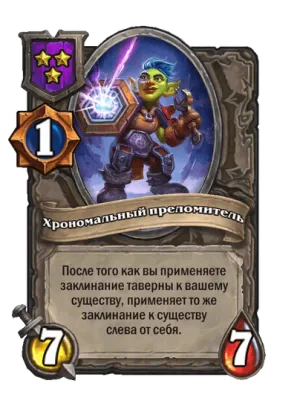 1
Хрономальный преломитель
После того как вы применяете
заклинание таверны к вашему
существу, применяет то же
заклинание к существу
слева от себя.
7
7